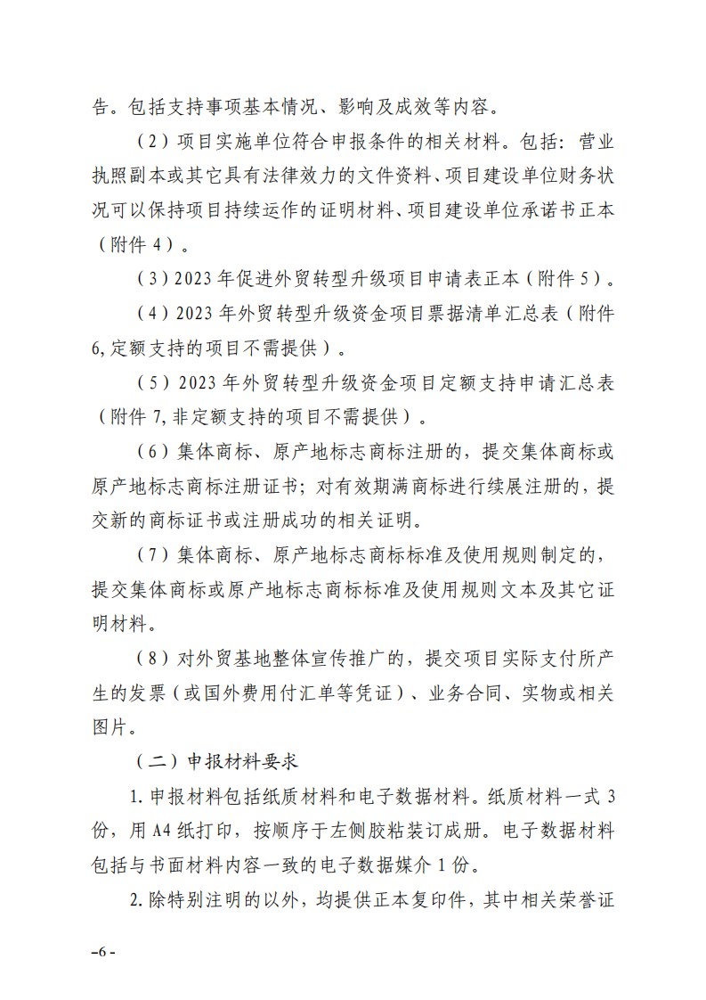 告。包括支持事项基本情况、影响及成效等内容。
（2）项目实施单位符合申报条件的相关材料。包括：营业
执照副本或其它具有法律效力的文件资料、项目建设单位财务状
况可以保持项目持续运作的证明材料、项目建设单位承诺书正本
（附件 4）。
（3）2023 年促进外贸转型升级项目申请表正本（附件 5）。
（4）2023 年外贸转型升级资金项目票据清单汇总表（附件
6,定额支持的项目不需提供）。
（5）2023 年外贸转型升级资金项目定额支持申请汇总表
（附件 7,非定额支持的项目不需提供）。
（6）集体商标、原产地标志商标注册的，提交集体商标或
原产地标志商标注册证书；对有效期满商标进行续展注册的，提
交新的商标证书或注册成功的相关证明。
（7）集体商标、原产地标志商标标准及使用规则制定的，
提交集体商标或原产地标志商标标准及使用规则文本及其它证
明材料。
（8）对外贸基地整体宣传推广的，提交项目实际支付所产
生的发票（或国外费用付汇单等凭证）、业务合同、实物或相关
图片。
（二）申报材料要求
1.申报材料包括纸质材料和电子数据材料。纸质材料一式 3
份，用 A4 纸打印，按顺序于左侧胶粘装订成册。电子数据材料
包括与书面材料内容一致的电子数据媒介 1 份。
2.除特别注明的以外，均提供正本复印件，其中相关荣誉证
-6-